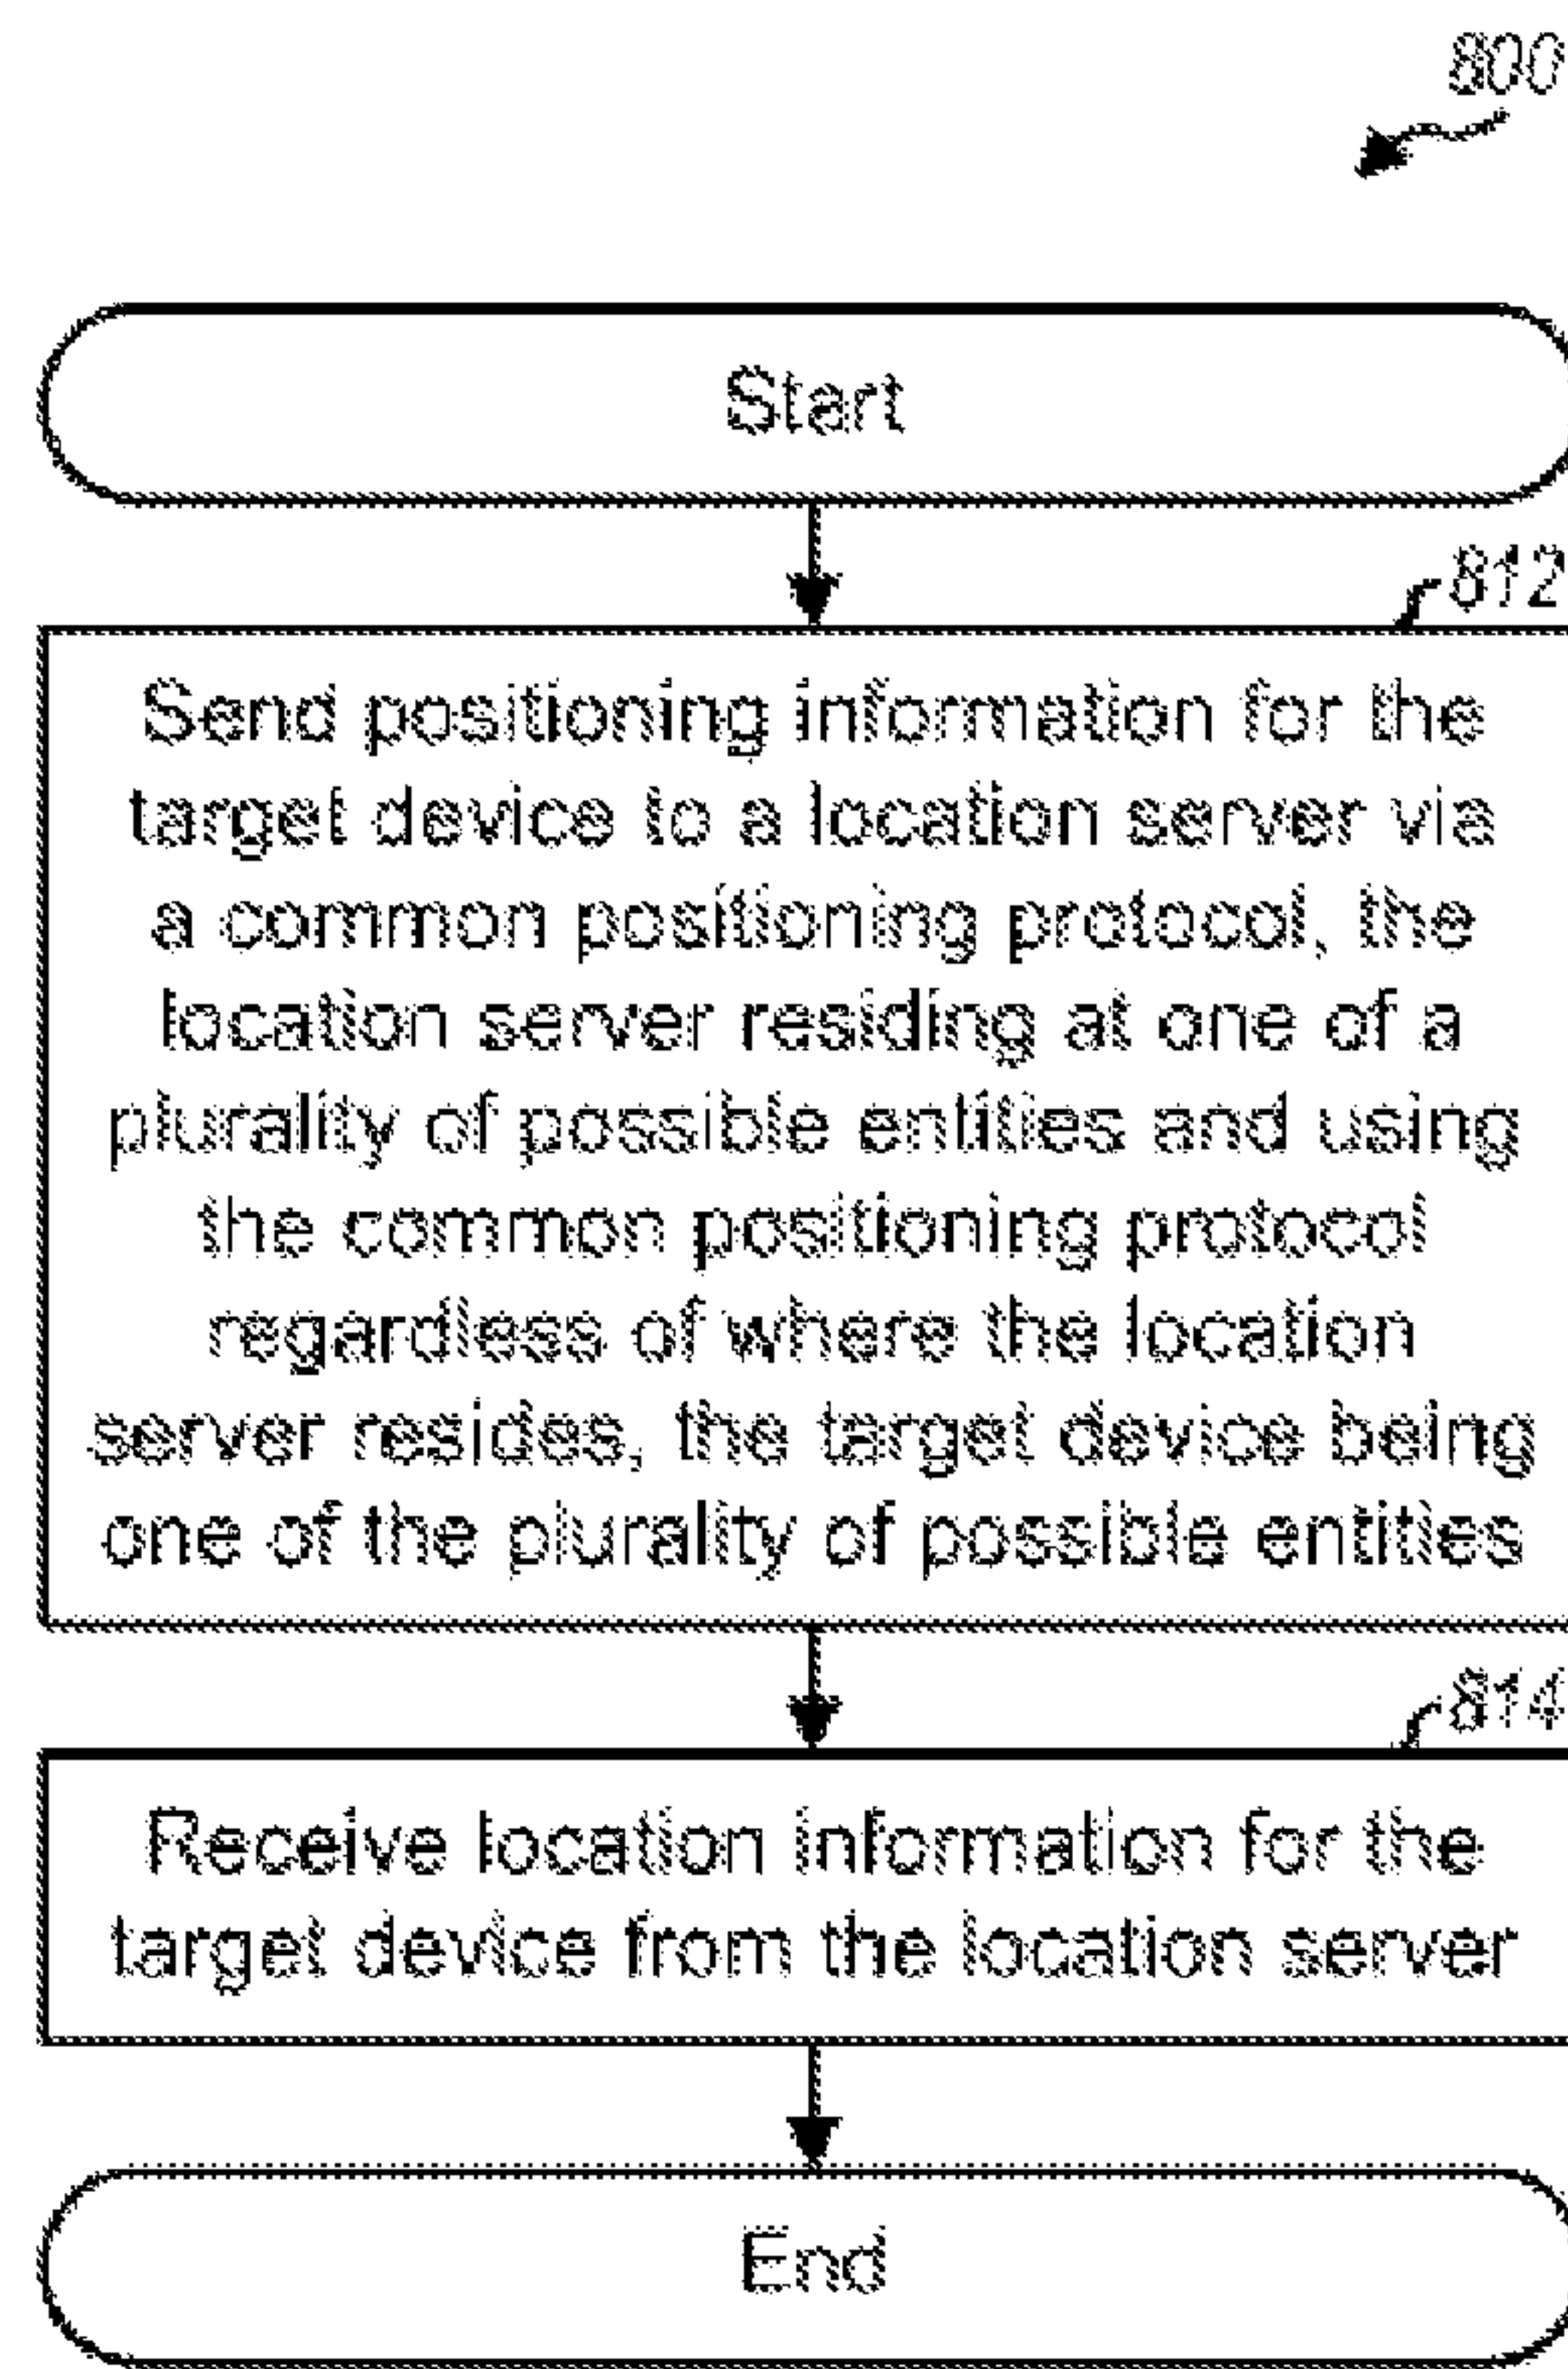 800
Start
812
Send positioning information for the
target device to a location server via
a common positioning protocol, the
location server residing at one of a
plurality of possible entities and using
the common positioning protocol
regardless of where the location
server resides, the target device being
one of the plurality of possible entities
814
Receive location information for the
target device from the location server
End